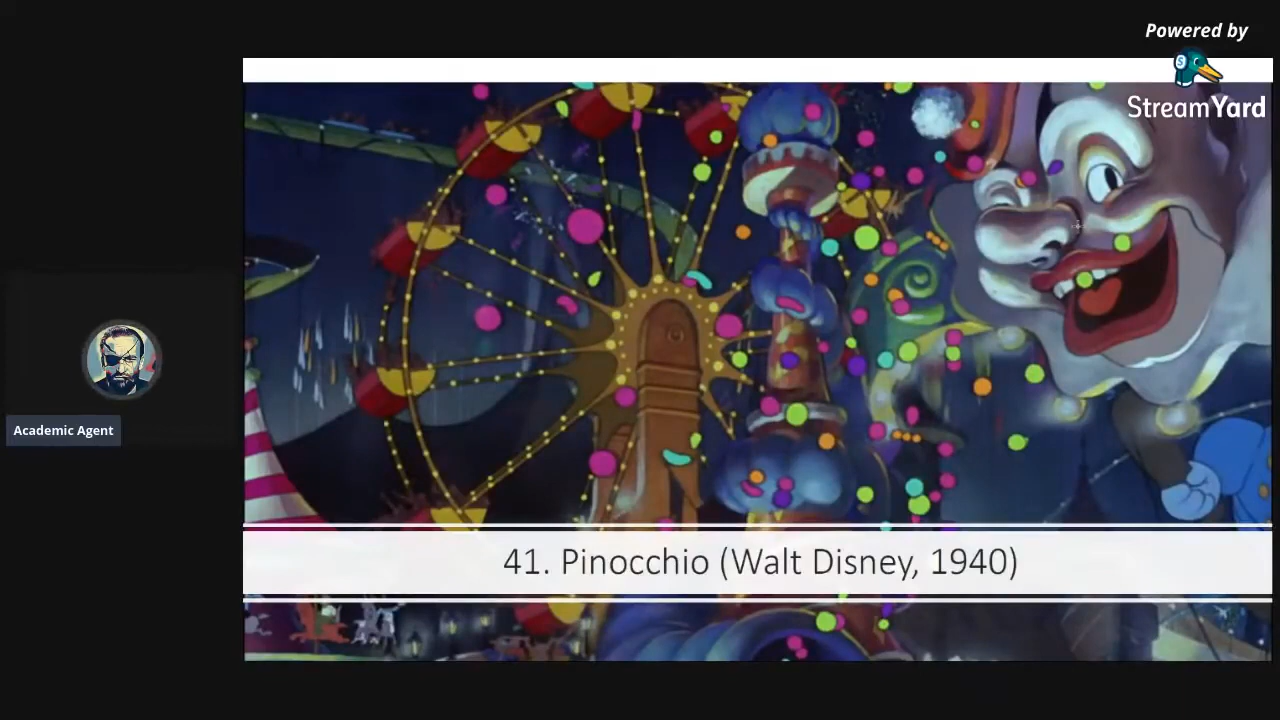 Powered by
StreamYard
Academic Agent
41. Pinocchio (Walt Disney, 1940)